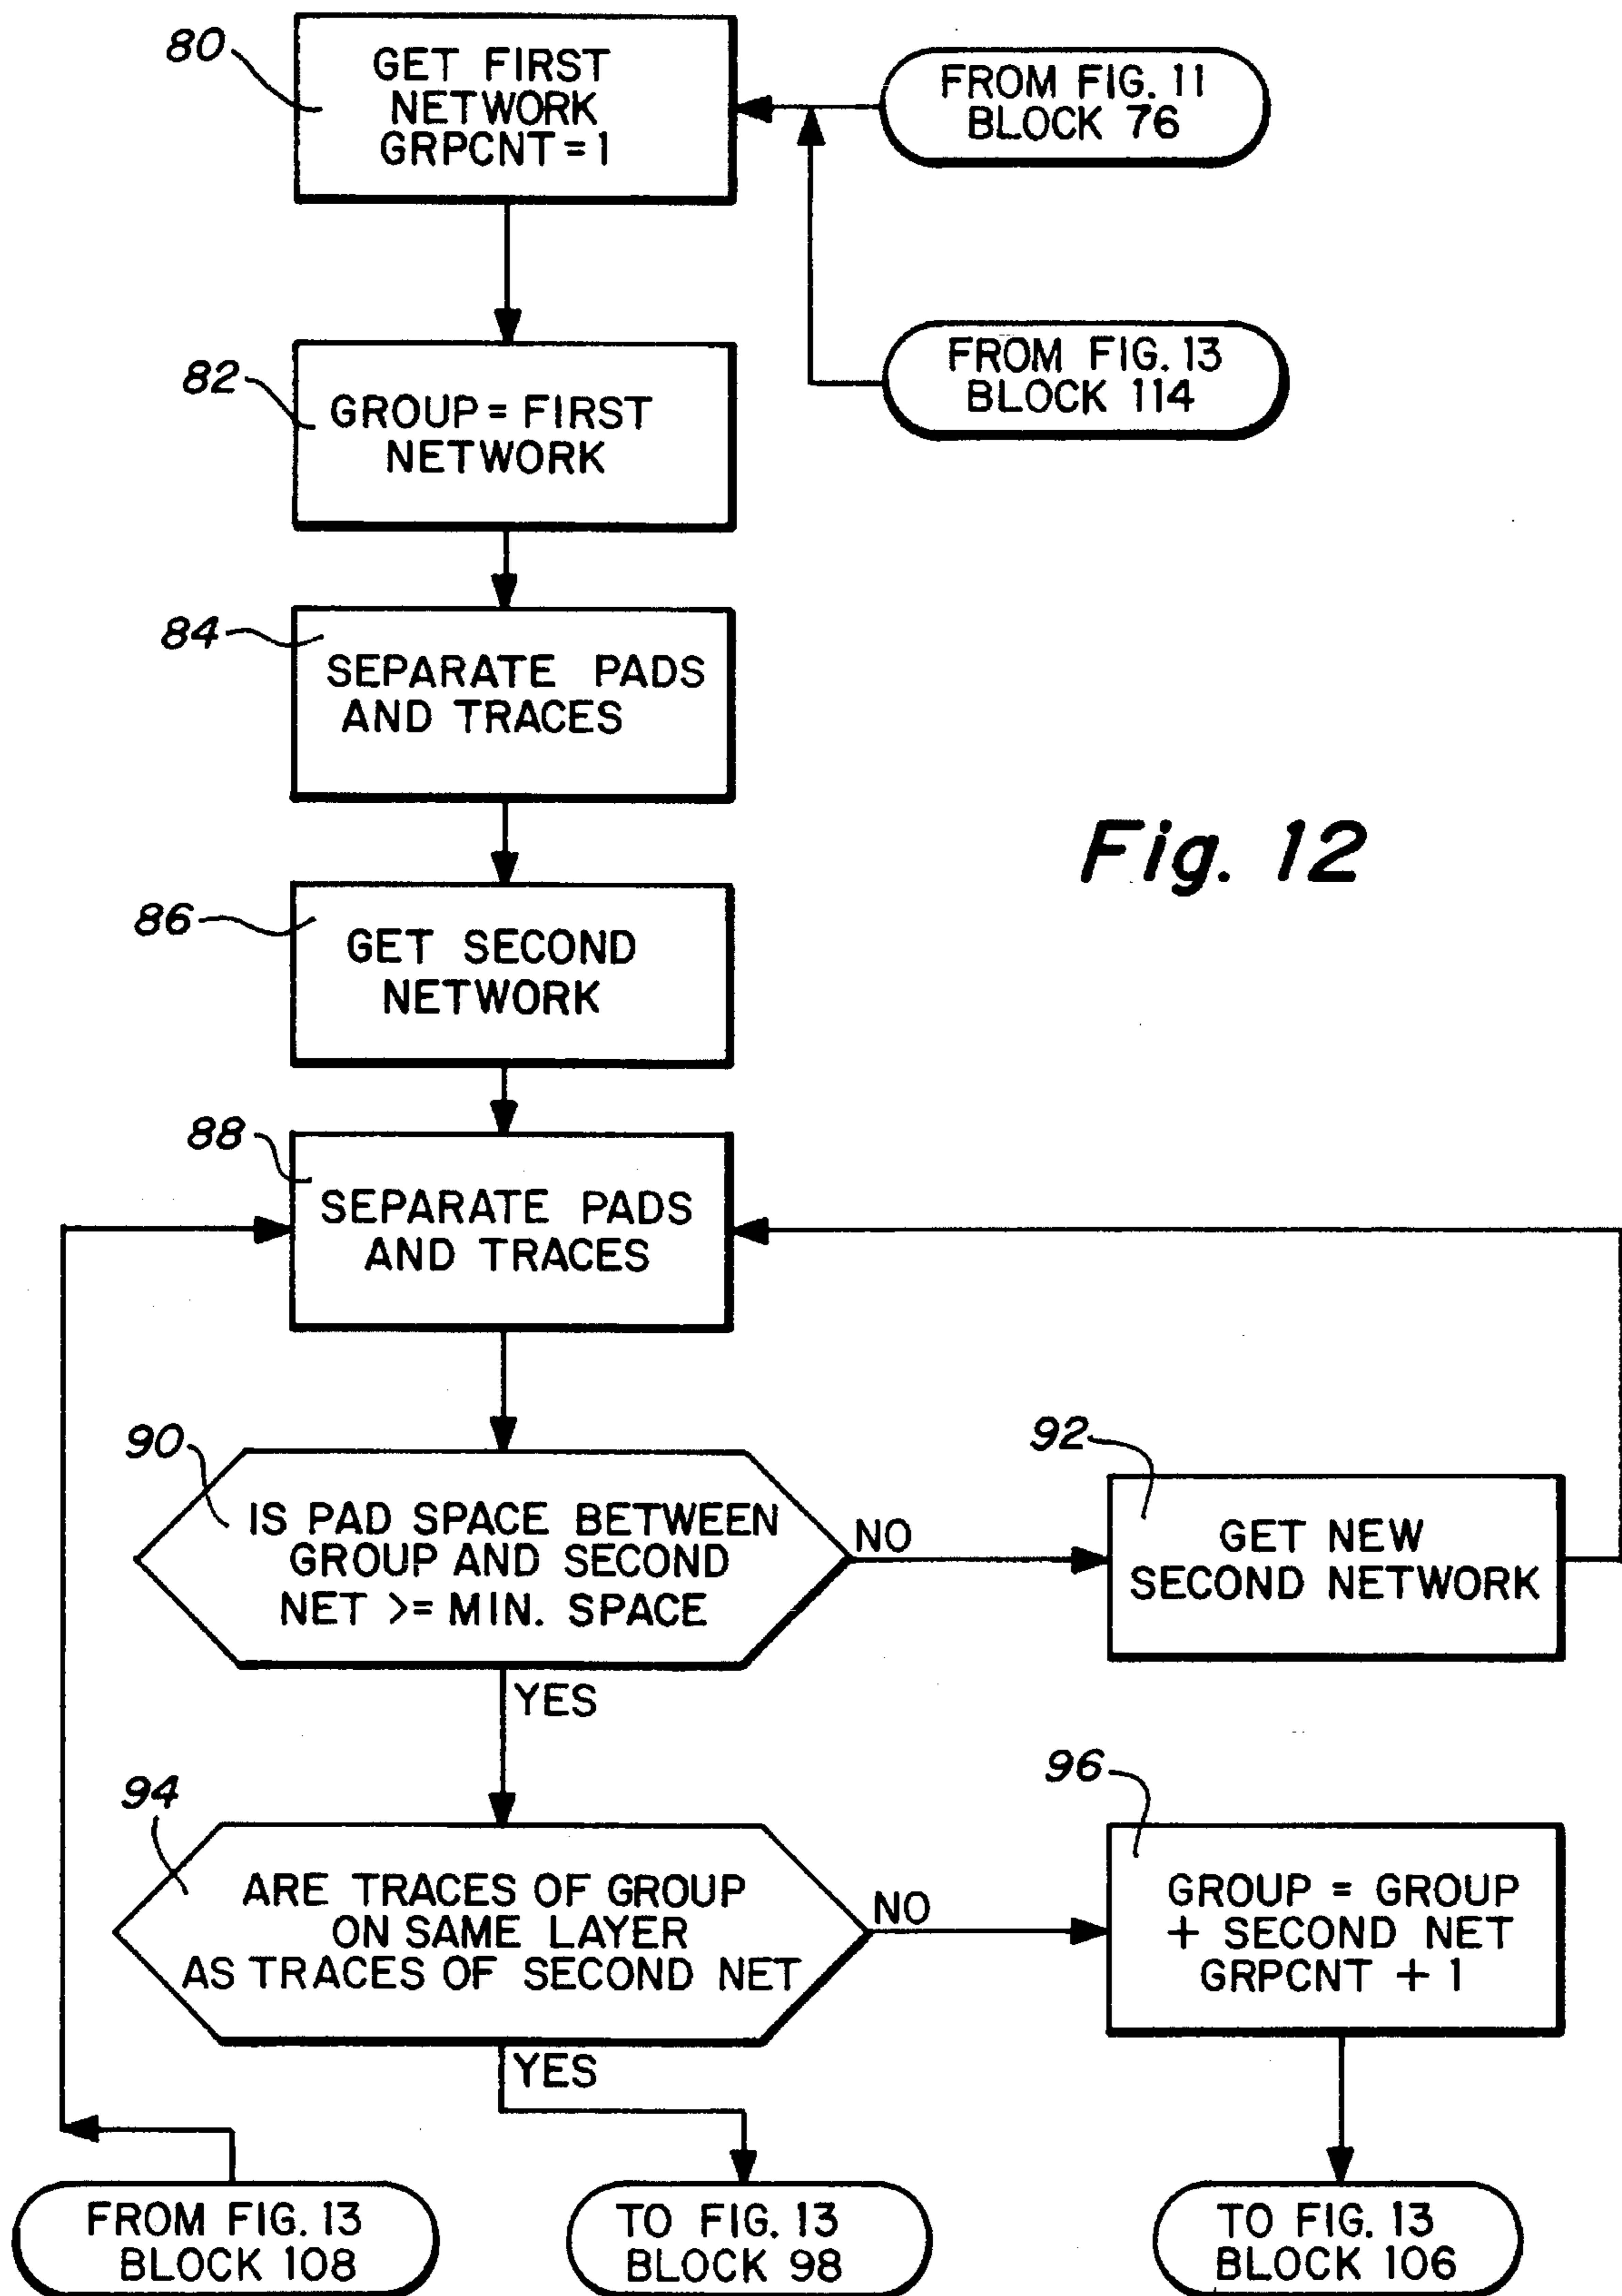 80
GET FIRST
NETWORK
GRPCNT = 1
FROM FIG. 11
BLOCK 76
FROM FIG. 13
BLOCK 114
82
GROUP = FIRST
NETWORK
84
SEPARATE PADS
AND TRACES
Fig. 12
86
GET SECOND
NETWORK
88
SEPARATE PADS
AND TRACES
90
IS PAD SPACE BETWEEN
GROUP AND SECOND
NET >= MIN. SPACE
NO
92
GET NEW
SECOND NETWORK
YES
94
ARE TRACES OF GROUP
ON SAME LAYER
AS TRACES OF SECOND NET
NO
96
GROUP = GROUP
+ SECOND NET
GRPCNT + 1
YES
FROM FIG. 13
BLOCK 108
TO FIG. 13
BLOCK 98
TO FIG. 13
BLOCK 106